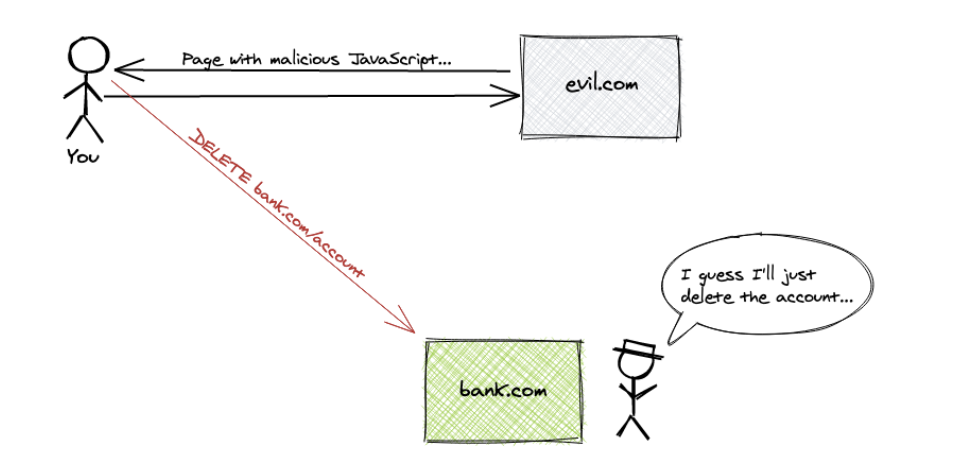 Page with malicious JavaScript...
evil.com
You
DELETE bank.com/account
I guess I'll just
delete the account...
bank.com